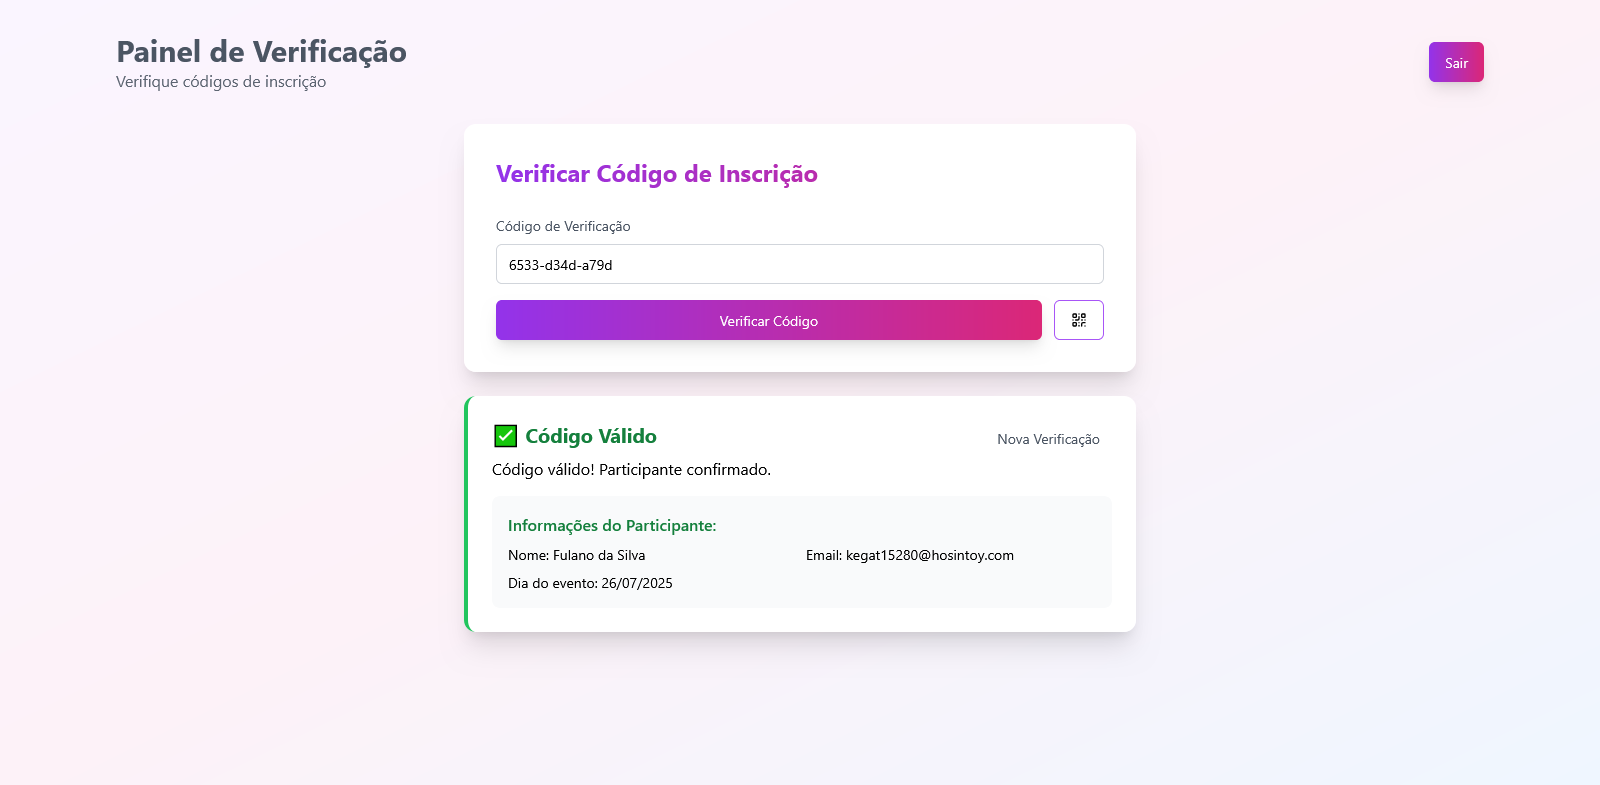 Painel de Verificação
Verifique códigos de inscrição
Sair
Verificar Código de Inscrição
Código de Verificação
6533-d34d-a79d
Verificar Código
✅ Código Válido
Nova Verificação
Código válido! Participante confirmado.
Informações do Participante:
Nome: Fulano da Silva
Email: kegat15280@hosintoy.com
Dia do evento: 26/07/2025